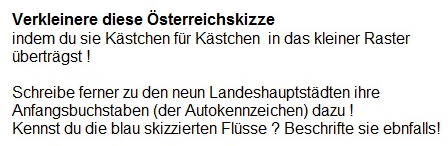 Verkleinere diese Österreichskizze
indem du sie Kästchen für Kästchen in das kleiner Raster
überträgst !
Schreibe ferner zu den neun Landeshauptstädten ihre
Anfangsbuchstaben (der Autokennzeichen) dazu !
Kennst du die blau skizzierten Flüsse ? Beschrifte sie ebnfalls!